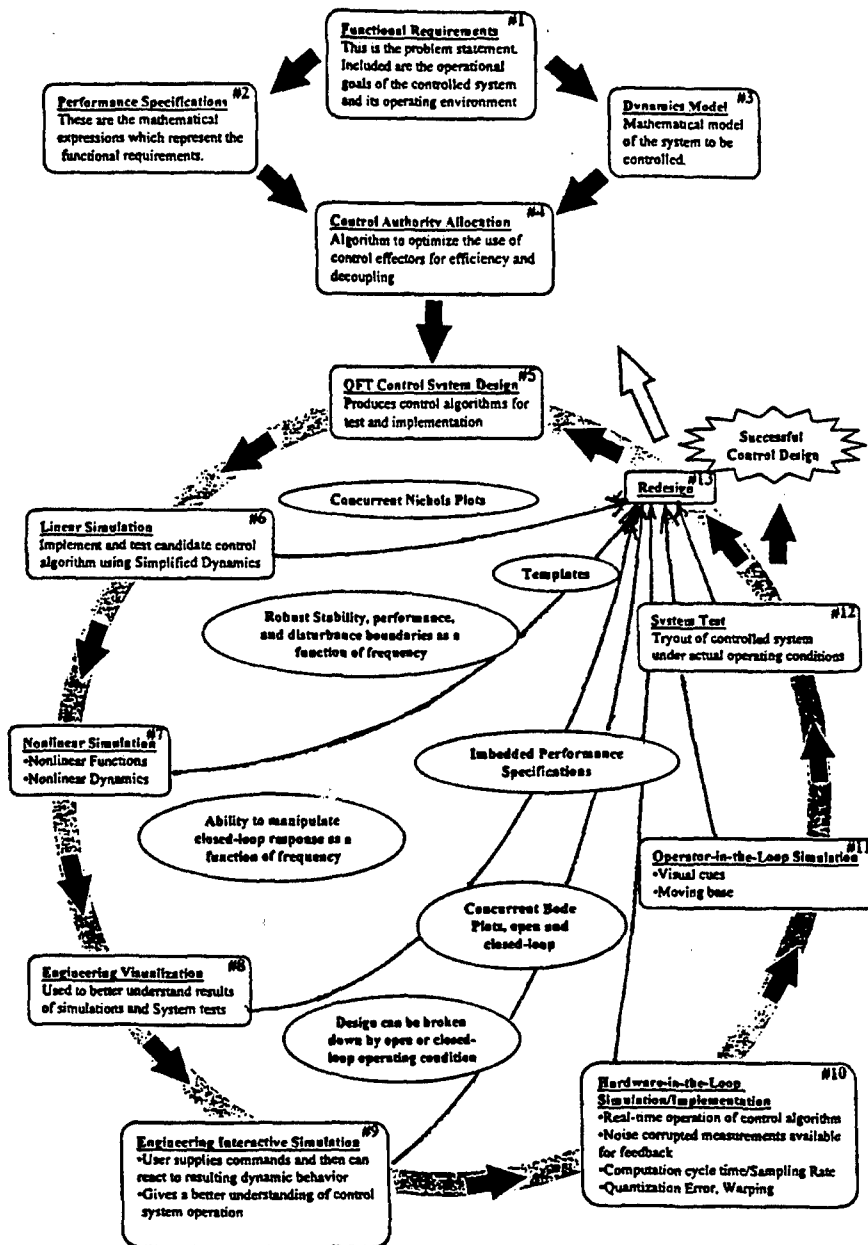 #1
Functional Requirements
This is the problem statement.
Included are the operational
goals of the controlled system
and its operating environment
#2
Performance Specifications
These are the mathematical
expressions which represent the
functional requirements.
#3
Dynamics Model
Mathematical model
of the system to be
controlled.
#4
Control Authority Allocation
Algorithm to optimize the use of
control effectors for efficiency and
decoupling
#5
QFT Control System Design
Produces control algorithms for
test and implementation
Successful
Control Design
#13
Redesign
Concurrent Nichols Plots
#6
Linear Simulation
Implement and test candidate control
algorithm using Simplified Dynamics
Templates
Robust Stability, performance,
and disturbance boundaries as a
function of frequency
#12
System Test
Tryout of controlled system
under actual operating conditions
#7
Nonlinear Simulation
•Nonlinear Functions
•Nonlinear Dynamics
Imbedded Performance
Specifications
Ability to manipulate
closed-loop response as a
function of frequency
#11
Operator-in-the-Loop Simulation
•Visual cues
•Moving base
Concurrent Bode
Plots, open and
closed-loop
#8
Engineering Visualization
Used to better understand results
of simulations and System tests
Design can be broken
down by open or closed-
loop operating condition
#10
Hardware-in-the-Loop
Simulation/Implementation
•Real-time operation of control algorithm
•Noise corrupted measurements available
for feedback
•Computation cycle time/Sampling Rate
•Quantization Error, Warping
#9
Engineering Interactive Simulation
•User supplies commands and then can
react to resulting dynamic behavior
•Gives a better understanding of control
system operation